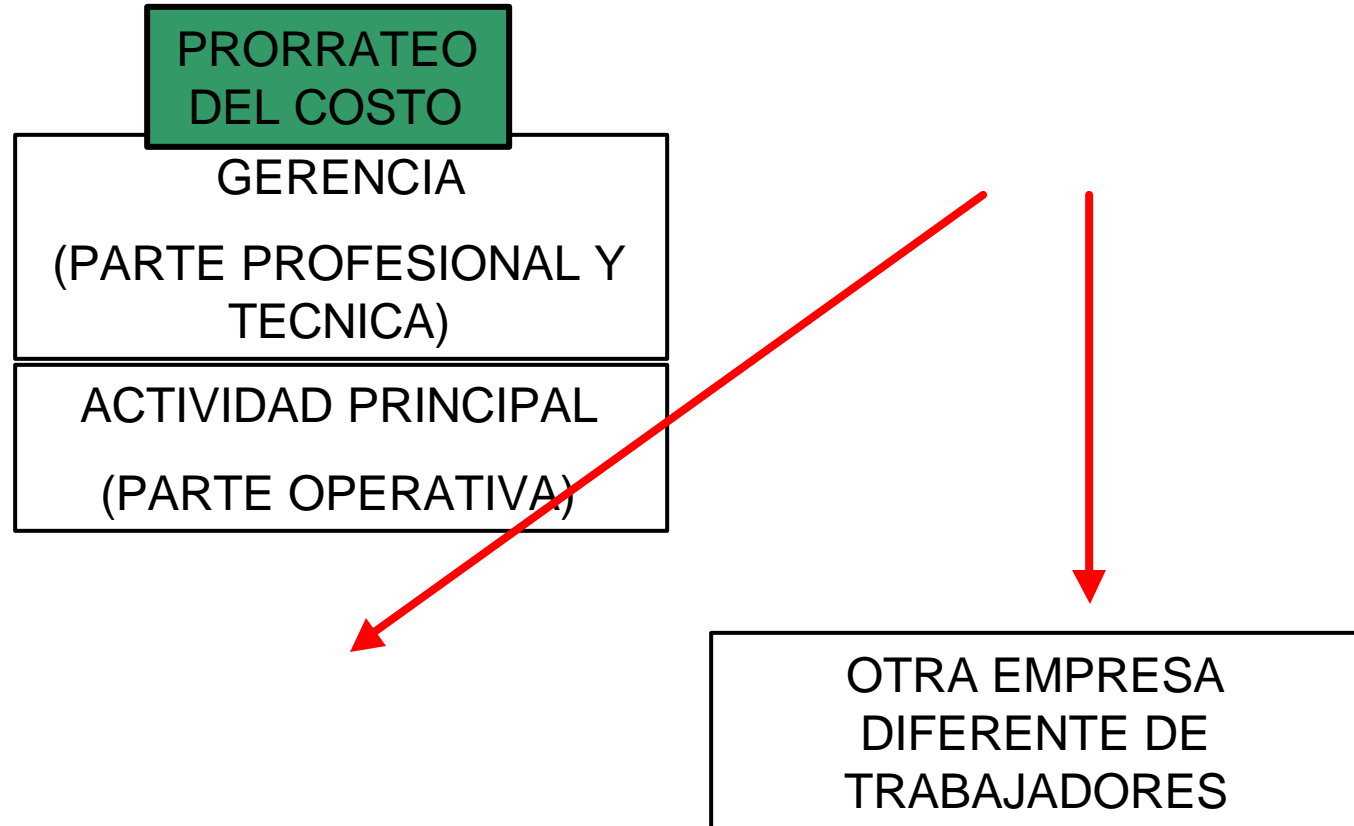 PRORRATEO
DEL COSTO
GERENCIA
(PARTE PROFESIONAL Y
TECNICA)
ACTIVIDAD PRINCIPAL
(PARTE OPERATIVA)
OTRA EMPRESA
DIFERENTE DE
TRABAJADORES